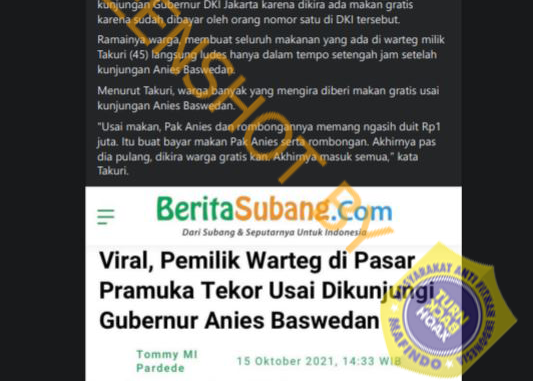 kunjungan Gubernur DKI Jakarta karena dikira ada makan gratis
karena sudah dibayar oleh orang nomor satu di DKI tersebut.
Ramainya warga, membuat seluruh makanan yang ada di warteg milik
Takuri (45) langsung ludes hanya dalam tempo setengah jam setelah
kunjungan Anies Baswedan.
Menurut Takuri, warga banyak yang mengira diberi makan gratis usai
kunjungan Anies Baswedan.
"Usai makan, Pak Anies dan rombongannya memang ngasih duit Rp1
juta. Itu buat bayar makan Pak Anies serta rombongan. Akhirnya pas
dia pulang, dikira warga gratis kan. Akhirnya masuk semua," kata
Takuri.
BeritaSubang.Com
Dari Subang & Seputarnya Untuk Indonesia
Viral, Pemilik Warteg di Pasar
Pramuka Tekor Usai Dikunjungi
Gubernur Anies Baswedan
Tommy MI
Pardede
15 Oktober 2021, 14:33 WIB
ENSHOT BY
MASYARAKAT ANTI FITNAH INDONESIA
TURN
BACK
HOAX
MAFINDO